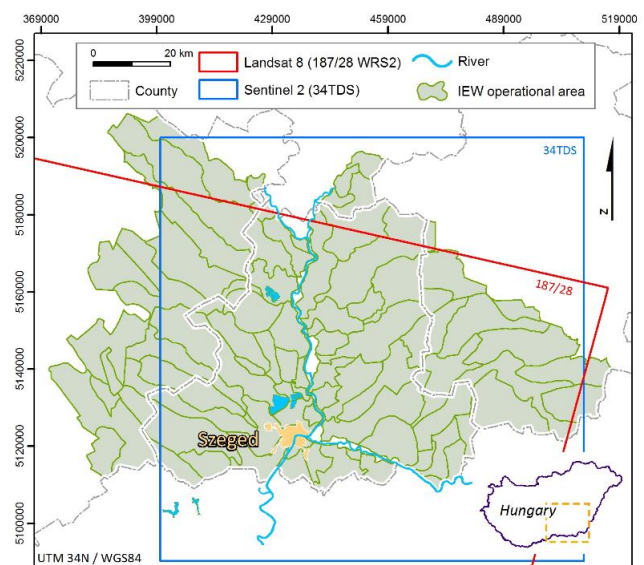 369000 399000 429000 459000 489000 519000
0 20 km
Landsat 8 (187/28 WRS2)
River
County
Sentinel 2 (34TDS)
IEW operational area
5220000
5200000
34TDS
N
5180000
187/28
5160000
5140000
Szeged
5120000
Hungary
5100000
UTM 34N / WGS84